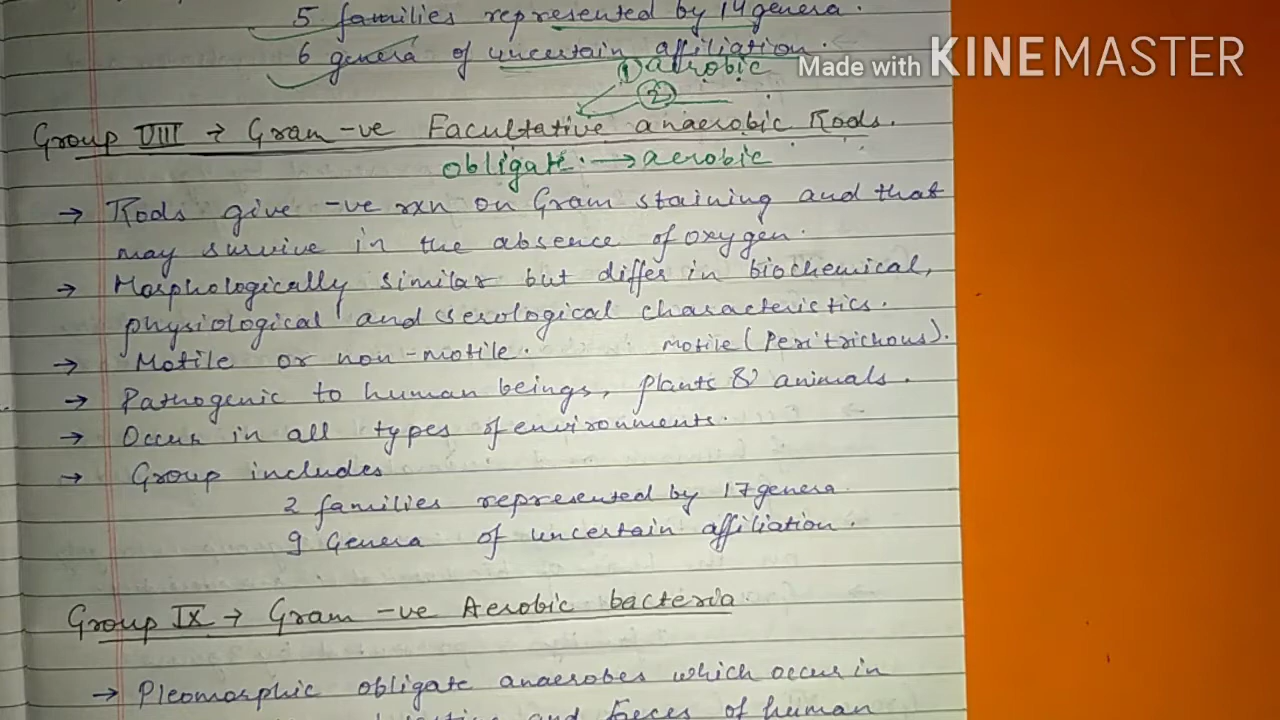 5 families represented by 14 genera.
6 genera of uncertain affiliation.
① aerobic
Made with KINEMASTER
②
Group VIII → Gram -ve Facultative anaerobic Rods.
obligate → aerobic
→ Rods give -ve rxn on Gram staining and that
may survive in the absence of oxygen.
→ Morphologically similar but differ in biochemical,
physiological and serological characteristics.
→ Motile or non-motile. motile (Peritrichous).
→ Pathogenic to human beings, plants & animals.
→ Occur in all types of environments.
→ Group includes
2 families represented by 17 genera
9 Genera of uncertain affiliation.
Group IX → Gram -ve Aerobic bacteria
→ Pleomorphic obligate anaerobes which occur in
and faeces of human